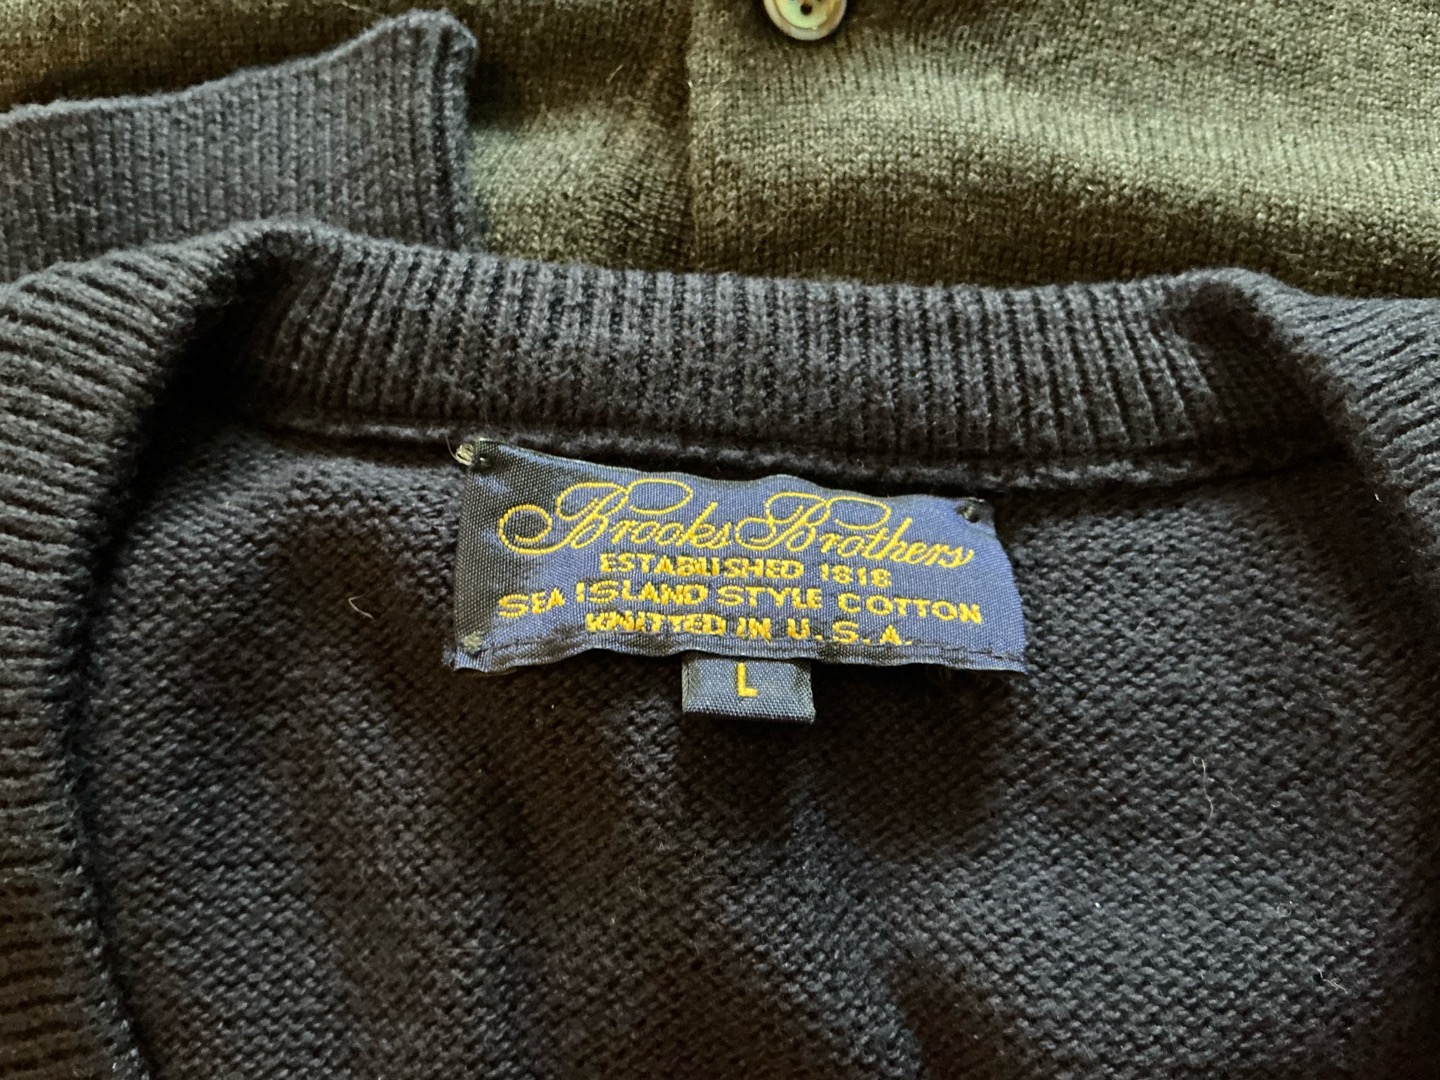 Brooks Brothers
ESTABLISHED 1818
SEA ISLAND STYLE COTTON
KNITTED IN U.S.A.
L